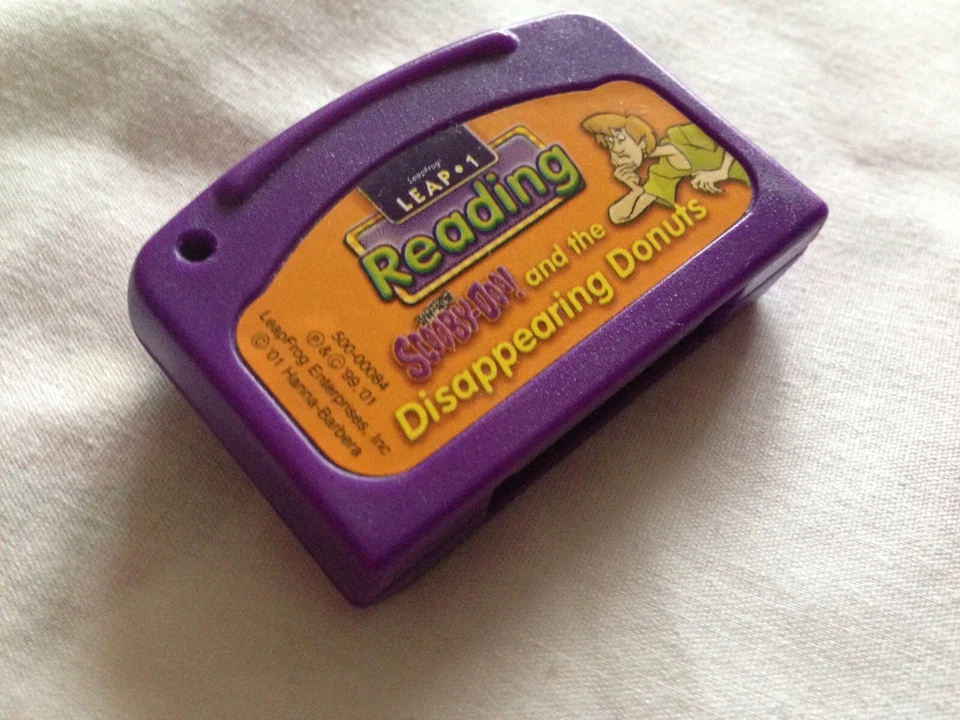 LeapFrog
LEAP•1
Reading
SCOOBY-DOO! and the
Disappearing Donuts
500-00084
Ⓟ & © '99, '01
LeapFrog Enterprises, Inc
© '01 Hanna-Barbera